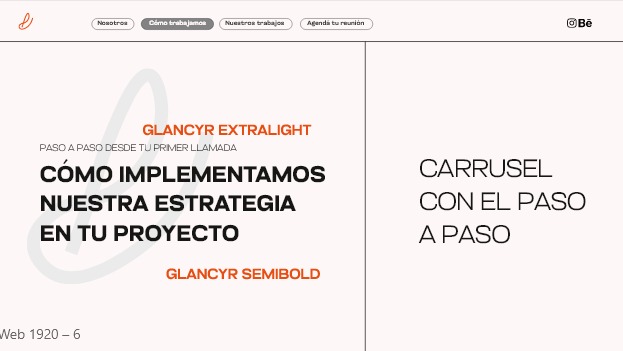 Nosotros
Cómo trabajamos
Nuestros trabajos
Agendá tu reunión
Bē
GLANCYR EXTRALIGHT
PASO A PASO DESDE TU PRIMER LLAMADA
CÓMO IMPLEMENTAMOS
NUESTRA ESTRATEGIA
EN TU PROYECTO
GLANCYR SEMIBOLD
CARRUSEL
CON EL PASO
A PASO
Web 1920 – 6